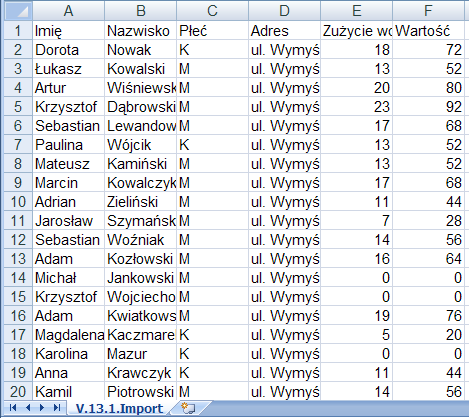 A B C D E F
1 Imię Nazwisko Płeć Adres Zużycie wo Wartość
2 Dorota Nowak K ul. Wymyś 18 72
3 Łukasz Kowalski M ul. Wymyś 13 52
4 Artur Wiśniewsk M ul. Wymyś 20 80
5 Krzysztof Dąbrowski M ul. Wymyś 23 92
6 Sebastian Lewandow M ul. Wymyś 17 68
7 Paulina Wójcik K ul. Wymyś 13 52
8 Mateusz Kamiński M ul. Wymyś 13 52
9 Marcin Kowalczyk M ul. Wymyś 17 68
10 Adrian Zieliński M ul. Wymyś 11 44
11 Jarosław Szymańsk M ul. Wymyś 7 28
12 Sebastian Woźniak M ul. Wymyś 14 56
13 Adam Kozłowski M ul. Wymyś 16 64
14 Michał Jankowski M ul. Wymyś 0 0
15 Krzysztof Wojciecho M ul. Wymyś 0 0
16 Adam Kwiatkows M ul. Wymyś 19 76
17 Magdalena Kaczmare K ul. Wymyś 5 20
18 Karolina Mazur K ul. Wymyś 0 0
19 Anna Krawczyk K ul. Wymyś 11 44
20 Kamil Piotrowski M ul. Wymyś 14 56
V.13.1.Import